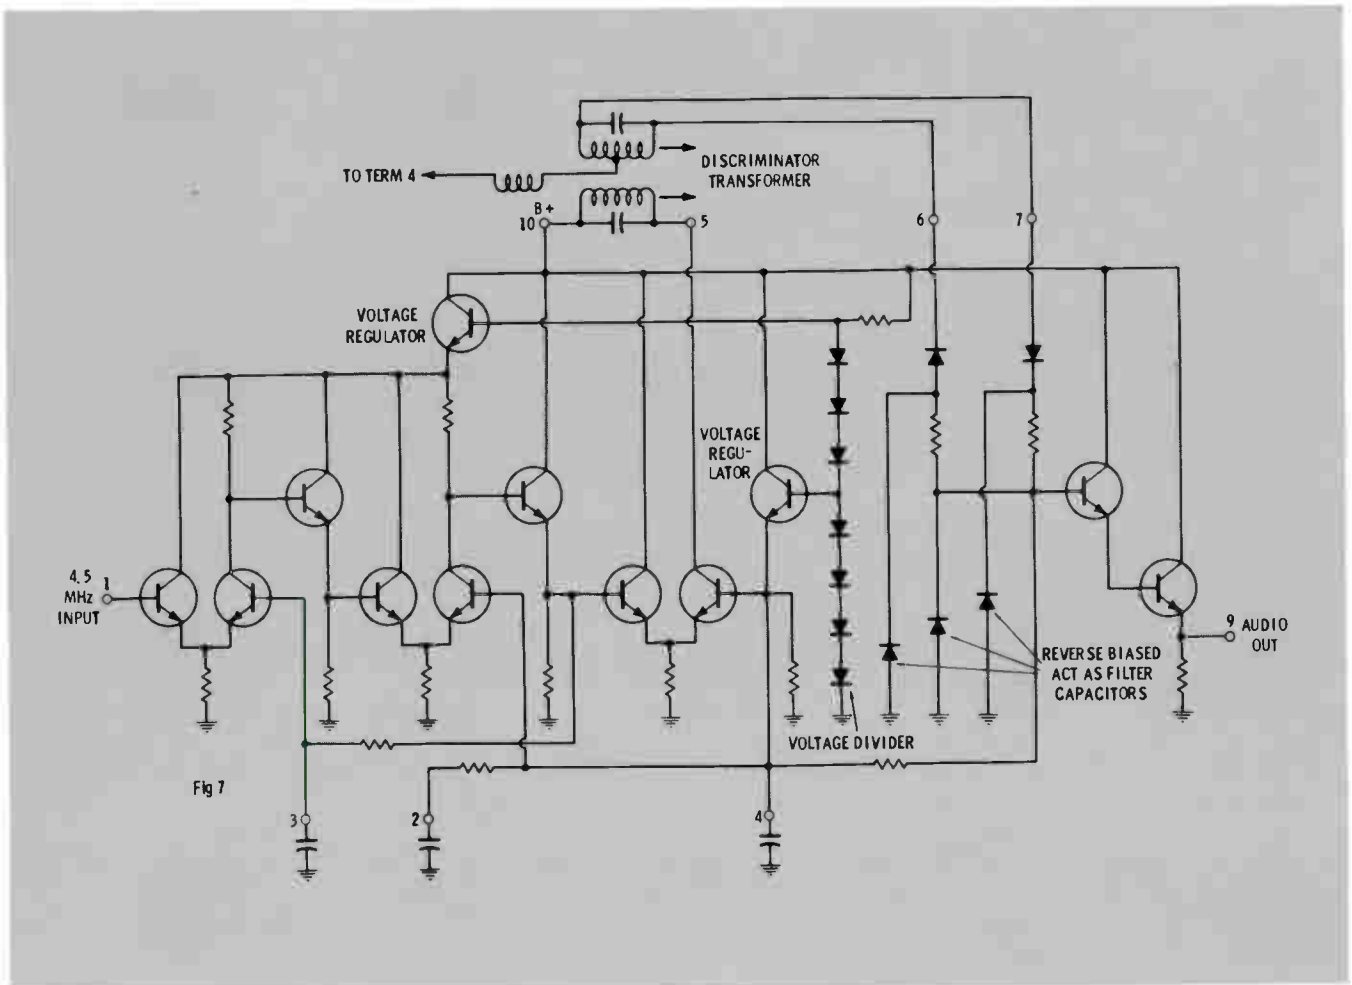 DISCRIMINATOR
TRANSFORMER
TO TERM 4
B+
10
5
6
7
VOLTAGE
REGULATOR
VOLTAGE
REGU-
LATOR
4.5
MHz
INPUT
1
9
AUDIO
OUT
REVERSE BIASED
ACT AS FILTER
CAPACITORS
VOLTAGE DIVIDER
Fig 7
3
2
4